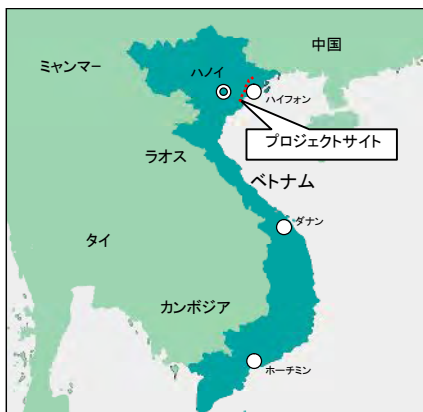 中国
ミャンマー
ハノイ
ハイフォン
プロジェクトサイト
ラオス
ベトナム
ダナン
タイ
カンボジア
ホーチミン